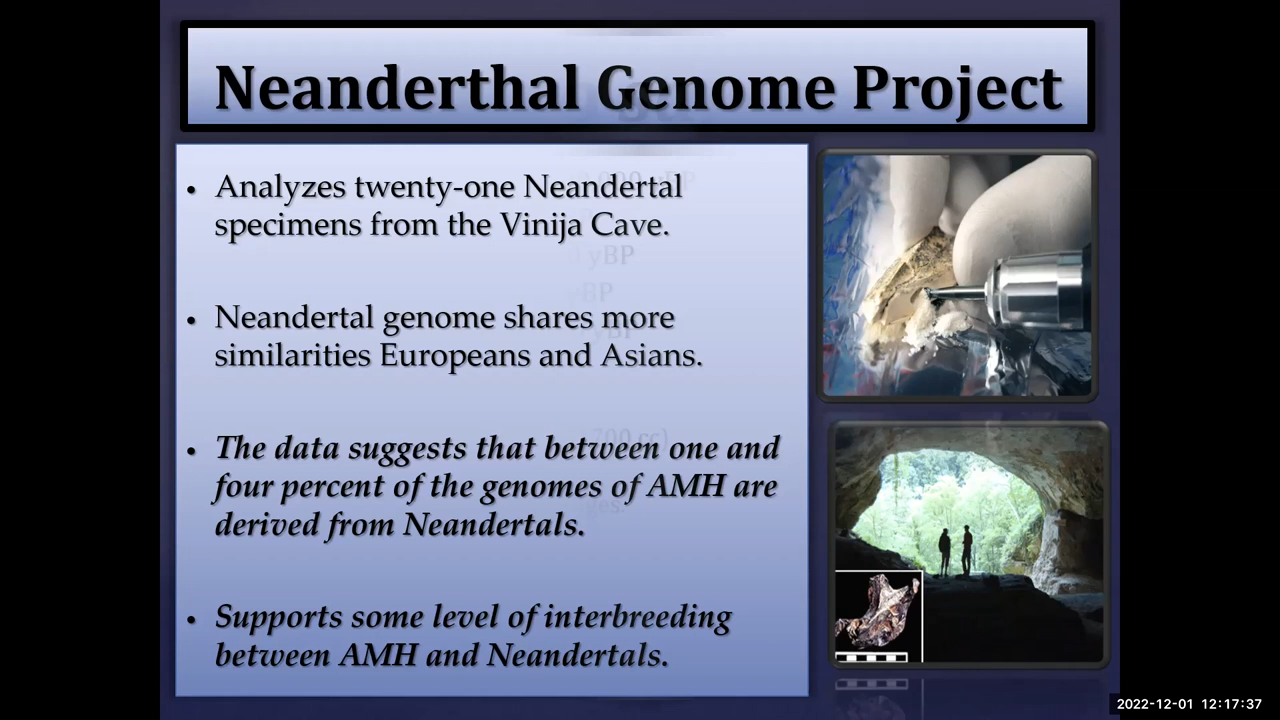 Neanderthal Genome Project
• Analyzes twenty-one Neandertal
specimens from the Vinija Cave.
• Neandertal genome shares more
similarities Europeans and Asians.
• The data suggests that between one and
four percent of the genomes of AMH are
derived from Neandertals.
• Supports some level of interbreeding
between AMH and Neandertals.
2022-12-01 12:17:37